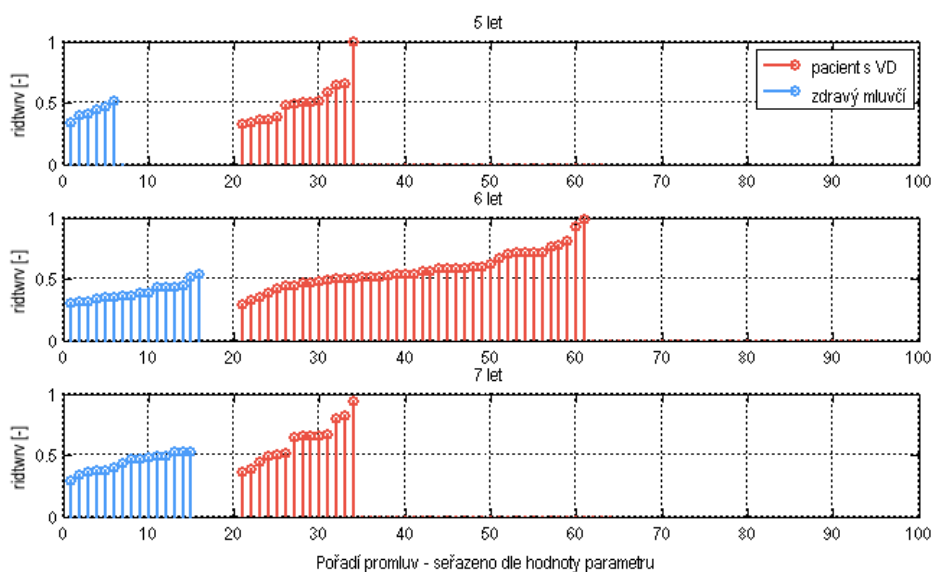 5 let
1
0.5
0
ridtwrv [-]
pacient s VD
zdravý mluvčí
0 10 20 30 40 50 60 70 80 90 100
6 let
1
0.5
0
ridtwrv [-]
0 10 20 30 40 50 60 70 80 90 100
7 let
1
0.5
0
ridtwrv [-]
0 10 20 30 40 50 60 70 80 90 100
Pořadí promluv - seřazeno dle hodnoty parametru